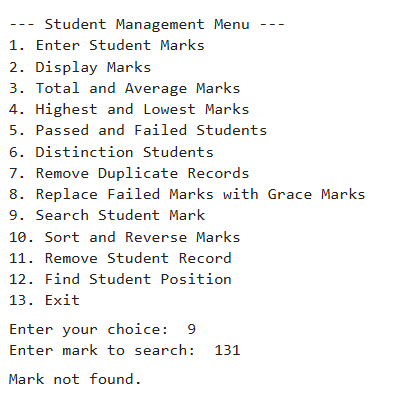 --- Student Management Menu ---
1. Enter Student Marks
2. Display Marks
3. Total and Average Marks
4. Highest and Lowest Marks
5. Passed and Failed Students
6. Distinction Students
7. Remove Duplicate Records
8. Replace Failed Marks with Grace Marks
9. Search Student Mark
10. Sort and Reverse Marks
11. Remove Student Record
12. Find Student Position
13. Exit
Enter your choice:  9
Enter mark to search:  131
Mark not found.